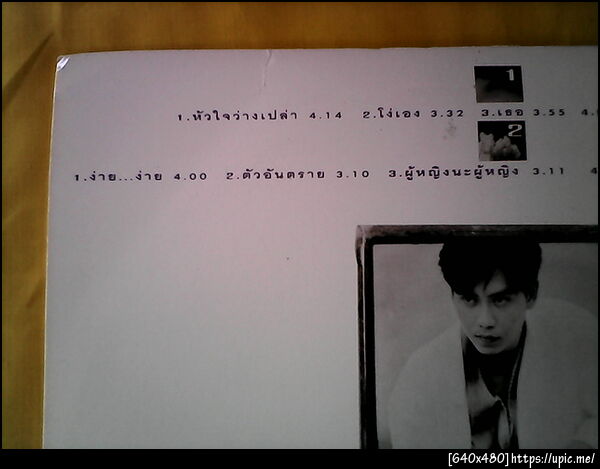 1
1.หัวใจว่างเปล่า 4.14 2.โง่เอง 3.32 3.เธอ 3.55 4.
2
1.ง่าย...ง่าย 4.00 2.ตัวอันตราย 3.10 3.ผู้หญิงนะผู้หญิง 3.11 4
[640x480]https://upic.me/